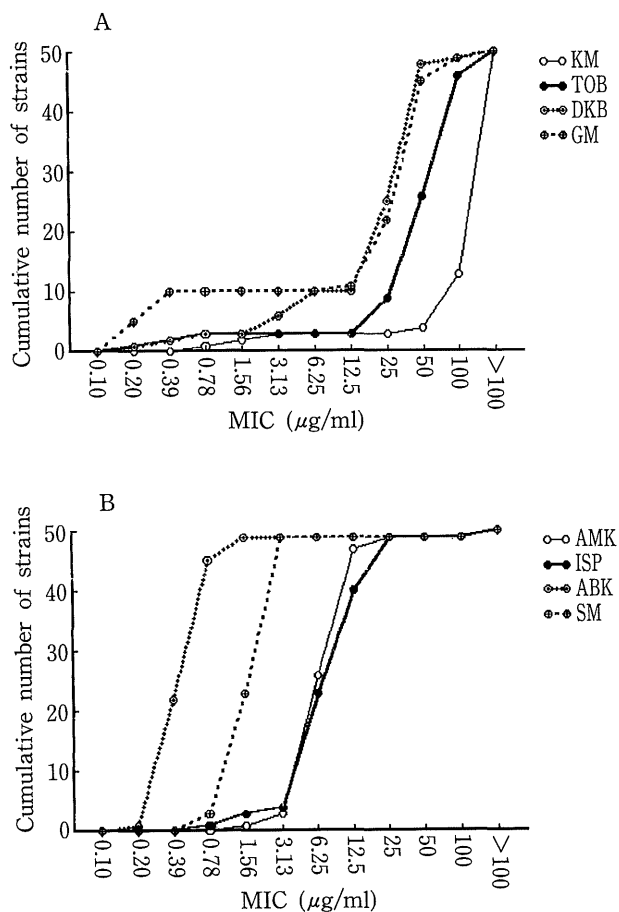 A
Cumulative number of strains
50
40
30
20
10
0
0.10
0.20
0.39
0.78
1.56
3.13
6.25
12.5
25
50
100
>100
MIC (μg/ml)
KM
TOB
DKB
GM
B
Cumulative number of strains
50
40
30
20
10
0
0.10
0.20
0.39
0.78
1.56
3.13
6.25
12.5
25
50
100
>100
MIC (μg/ml)
AMK
ISP
ABK
SM